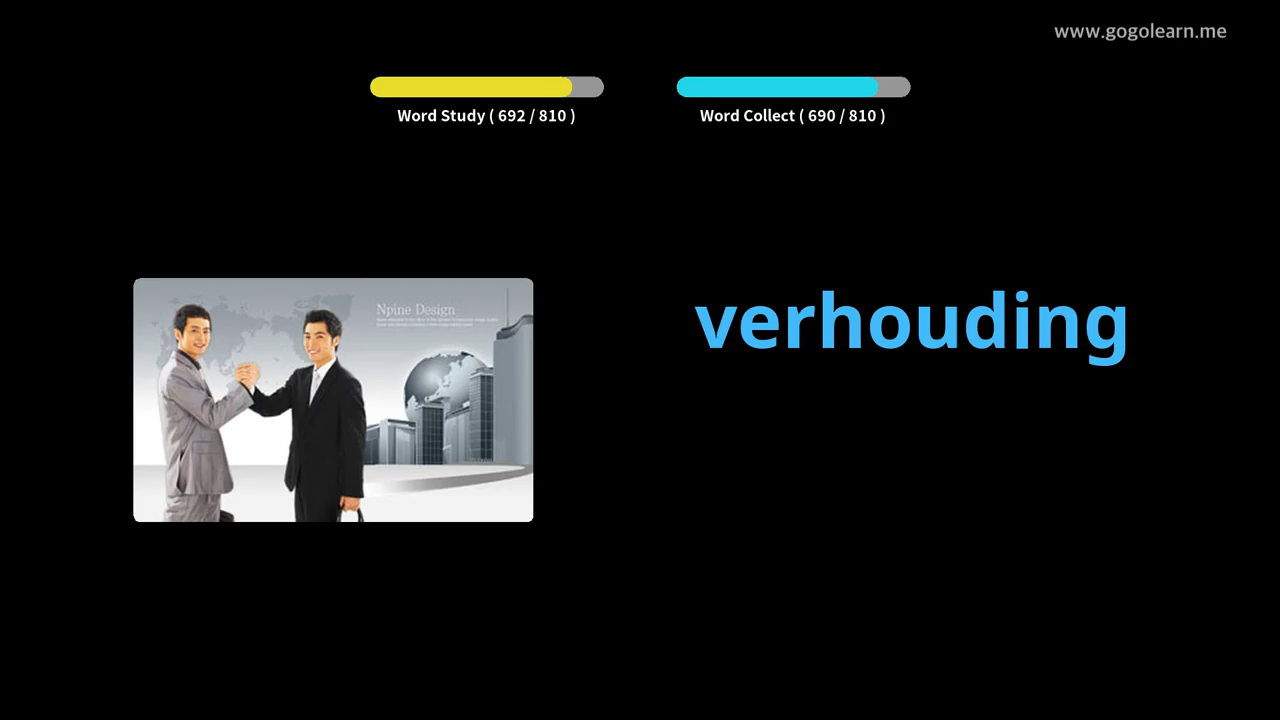 www.gogolearn.me
Word Study ( 692 / 810 )
Word Collect ( 690 / 810 )
Npine Design
verhouding